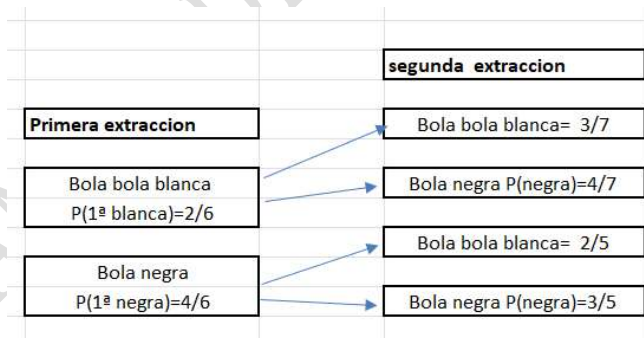 segunda extraccion
Primera extraccion
Bola bola blanca= 3/7
Bola bola blanca
P(1ª blanca)=2/6
Bola negra P(negra)=4/7
Bola bola blanca= 2/5
Bola negra
P(1ª negra)=4/6
Bola negra P(negra)=3/5